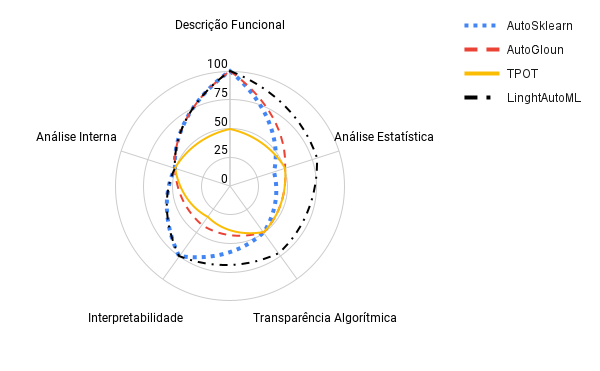 Descrição Funcional
AutoSklearn
AutoGloun
TPOT
LinghtAutoML
100
75
50
25
0
Análise Interna
Análise Estatística
Interpretabilidade
Transparência Algorítmica